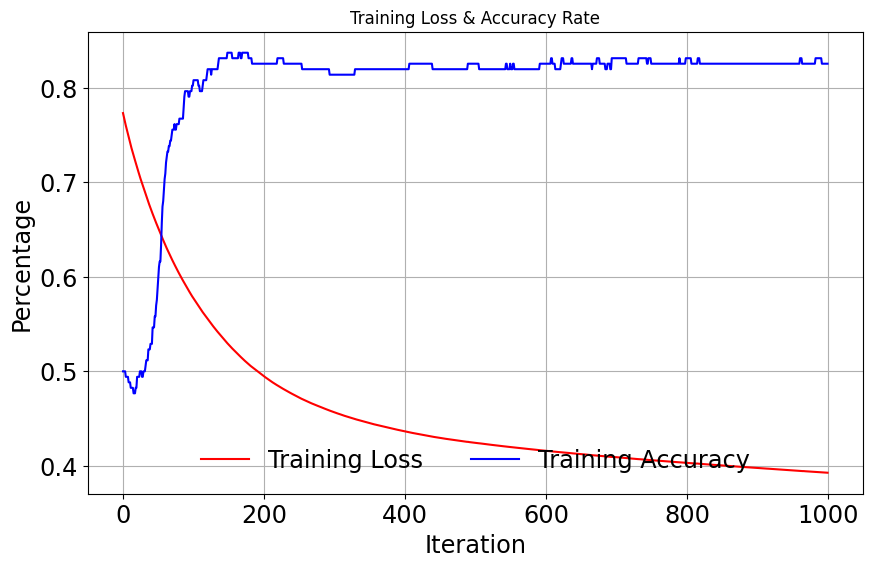 Training Loss & Accuracy Rate
Percentage
0.8
0.7
0.6
0.5
0.4
Training Loss
Training Accuracy
0 200 400 600 800 1000
Iteration